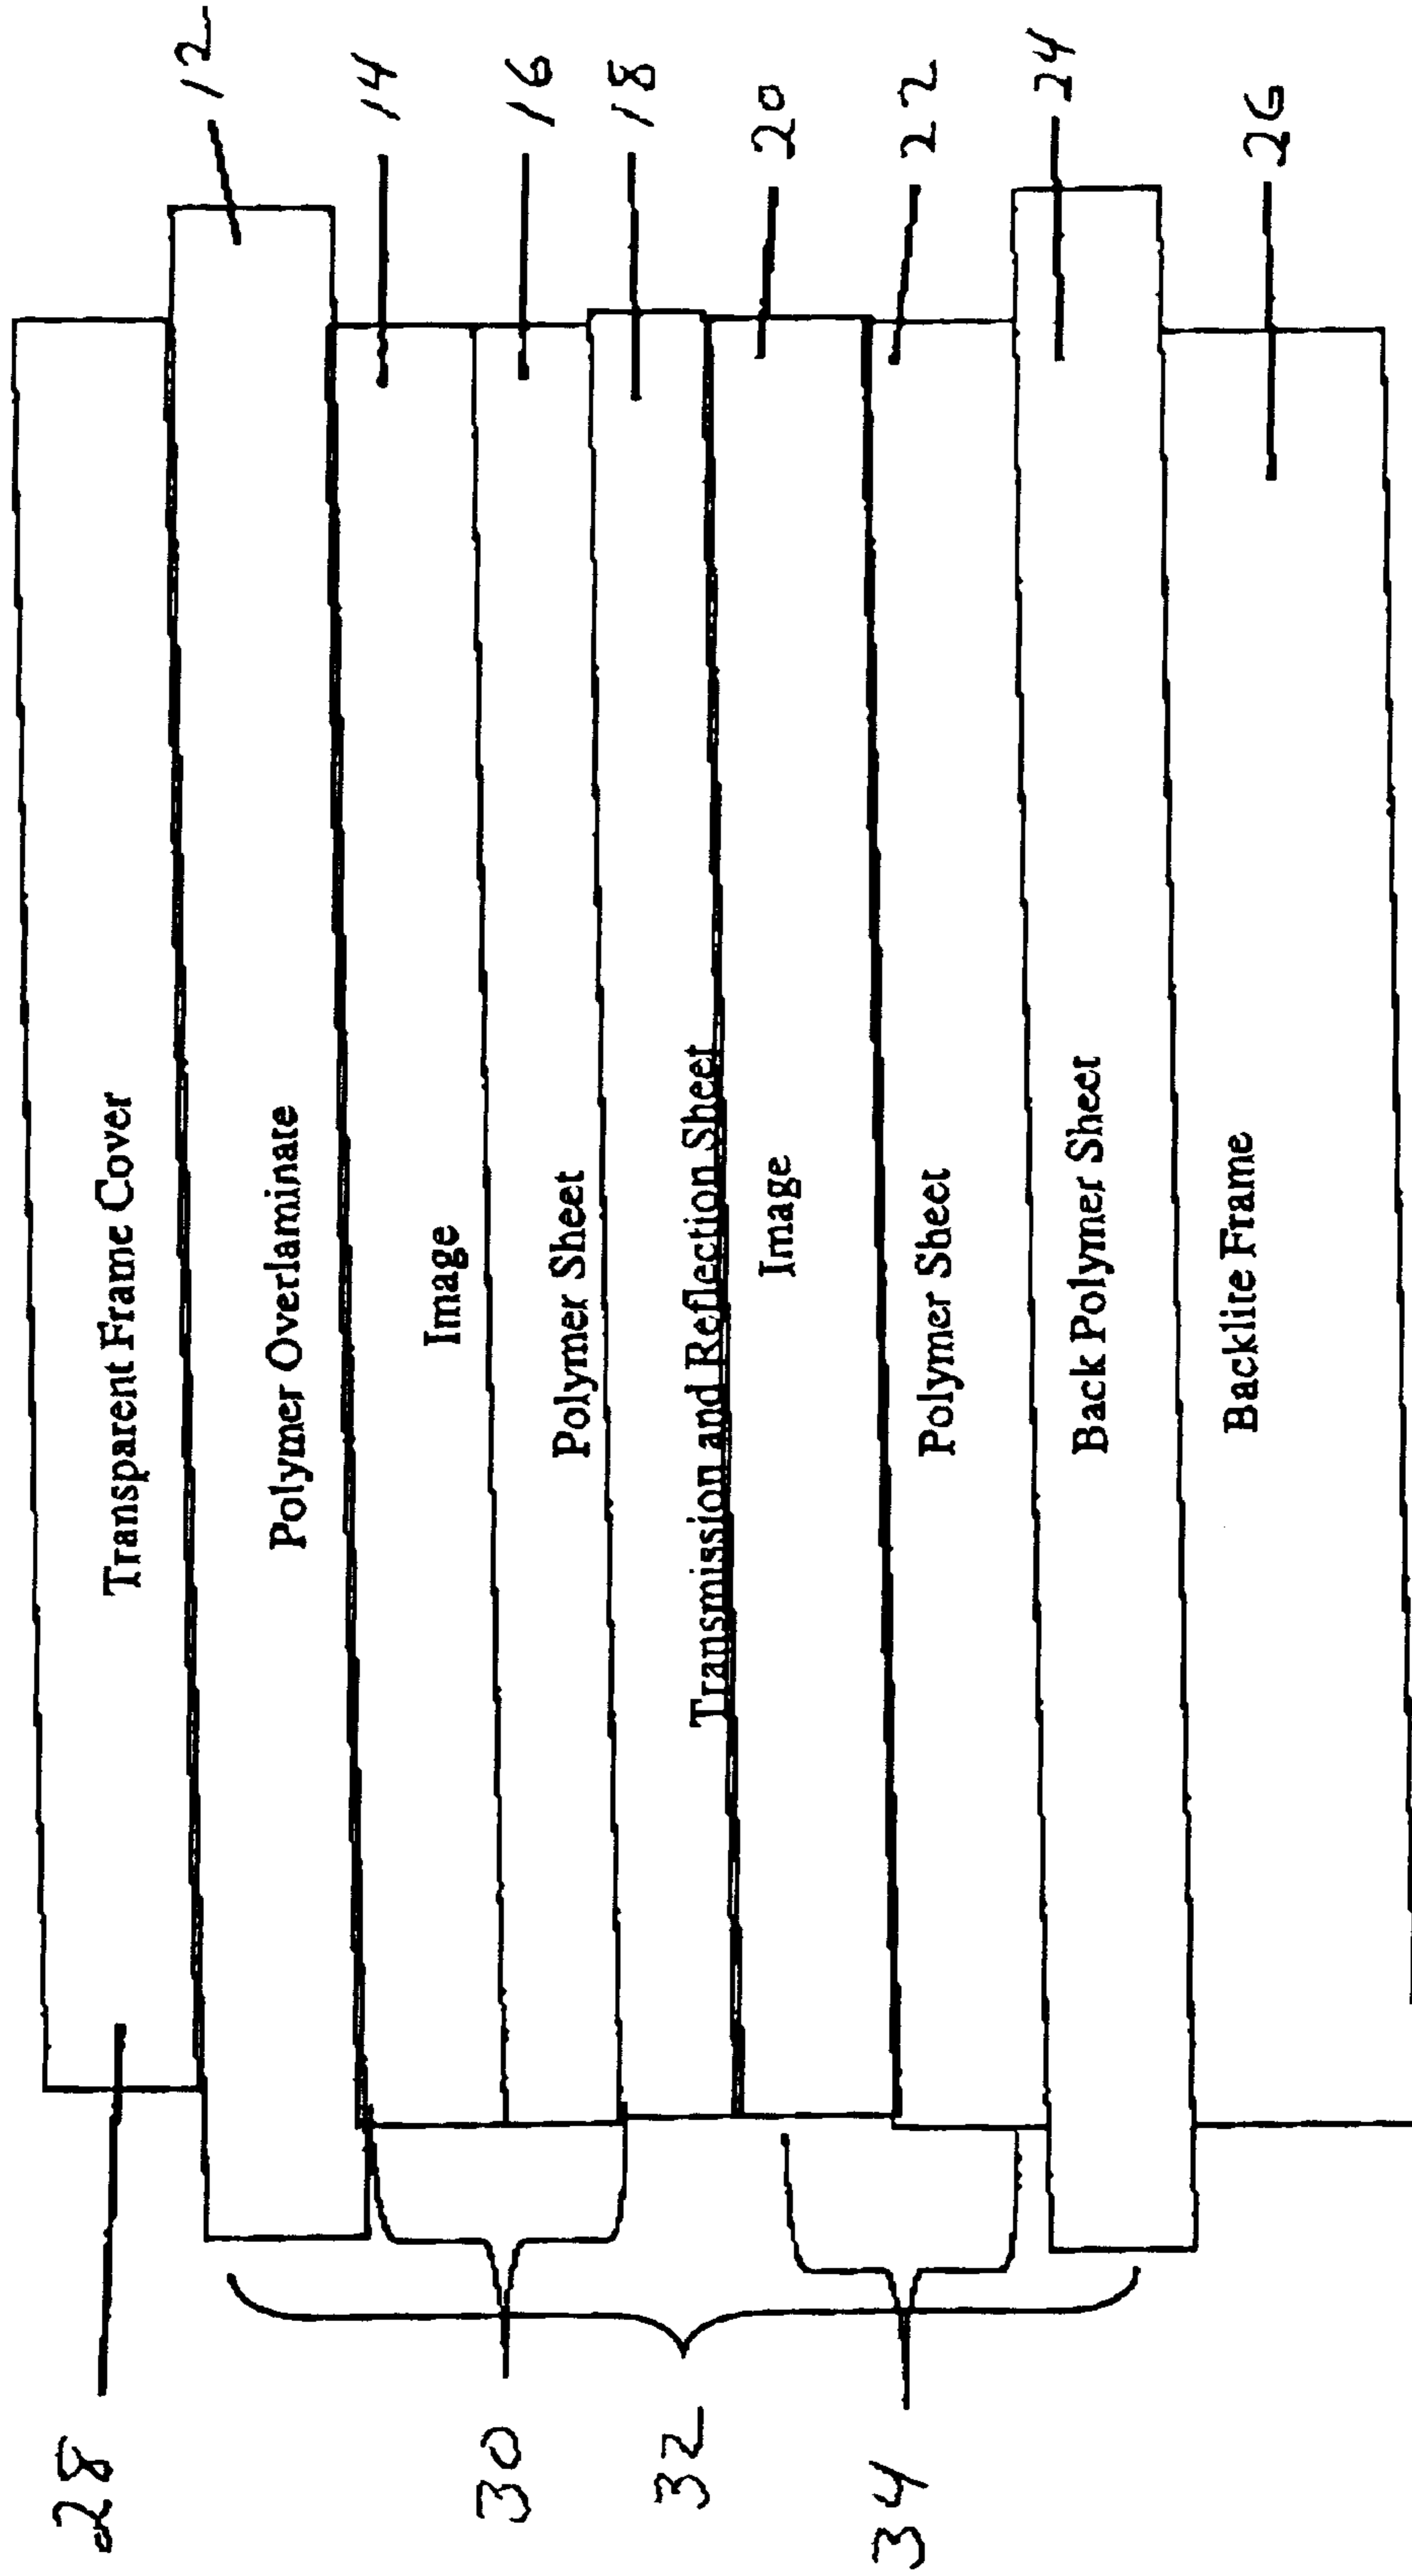 28
Transparent Frame Cover
12
Polymer Overlaminate
14
Image
30
16
Polymer Sheet
18
32
Transmission and Reflection Sheet
20
Image
34
22
Polymer Sheet
24
Back Polymer Sheet
26
Backlite Frame